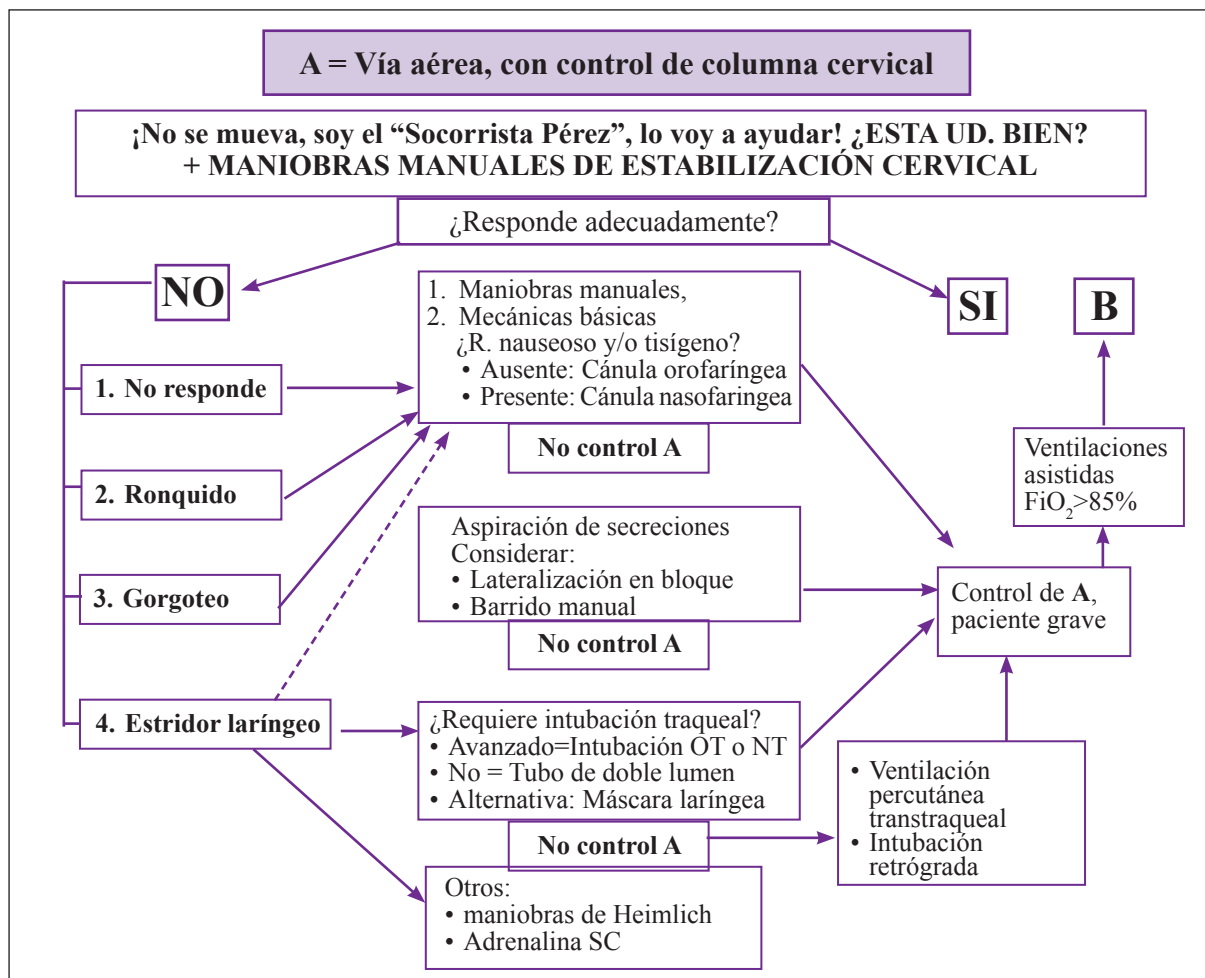 A = Vía aérea, con control de columna cervical
¡No se mueva, soy el “Socorrista Pérez”, lo voy a ayudar! ¿ESTA UD. BIEN?
+ MANIOBRAS MANUALES DE ESTABILIZACIÓN CERVICAL
¿Responde adecuadamente?
NO
SI
B
1. No responde
2. Ronquido
3. Gorgoteo
4. Estridor laríngeo
1. Maniobras manuales,
2. Mecánicas básicas
¿R. nauseoso y/o tisígeno?
• Ausente: Cánula orofaríngea
• Presente: Cánula nasofaringea
No control A
Aspiración de secreciones
Considerar:
• Lateralización en bloque
• Barrido manual
No control A
¿Requiere intubación traqueal?
• Avanzado=Intubación OT o NT
• No = Tubo de doble lumen
• Alternativa: Máscara laríngea
No control A
Otros:
• maniobras de Heimlich
• Adrenalina SC
Ventilaciones
asistidas
FiO₂>85%
Control de A,
paciente grave
• Ventilación
percutánea
transtraqueal
• Intubación
retrógrada